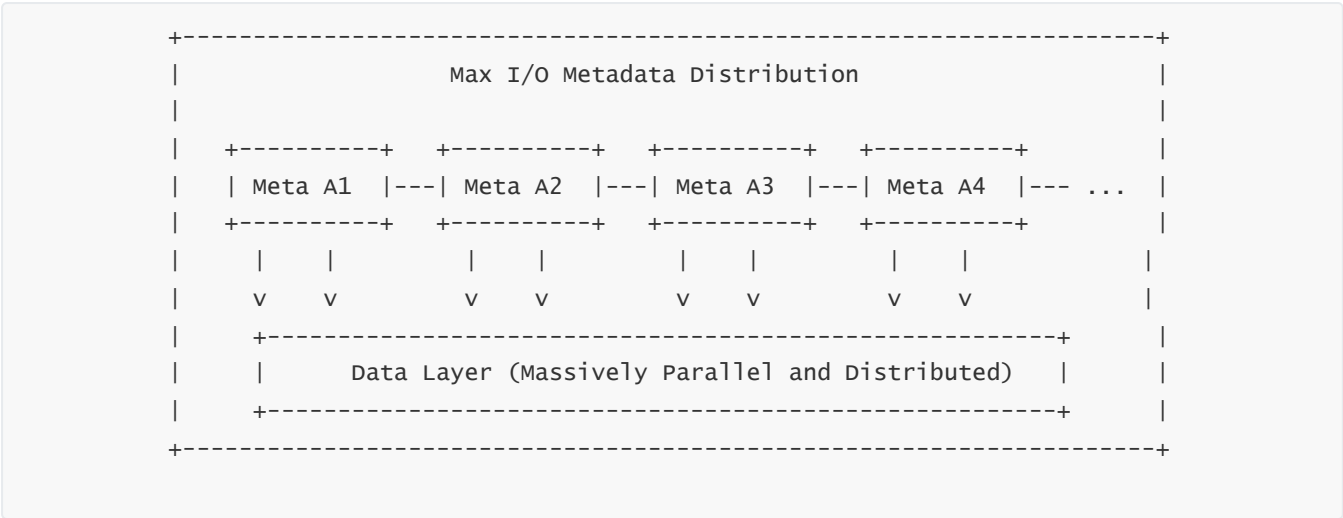 +---------------------------------------------------------------------+
|                   Max I/O Metadata Distribution                     |
|                                                                     |
|   +----------+   +----------+   +----------+   +----------+         |
|   | Meta A1  |---| Meta A2  |---| Meta A3  |---| Meta A4  |--- ...  |
|   +----------+   +----------+   +----------+   +----------+         |
|     |    |         |    |         |    |         |    |            |
|     v    v         v    v         v    v         v    v            |
|     +--------------------------------------------------------+      |
|     |      Data Layer (Massively Parallel and Distributed)   |      |
|     +--------------------------------------------------------+      |
+---------------------------------------------------------------------+